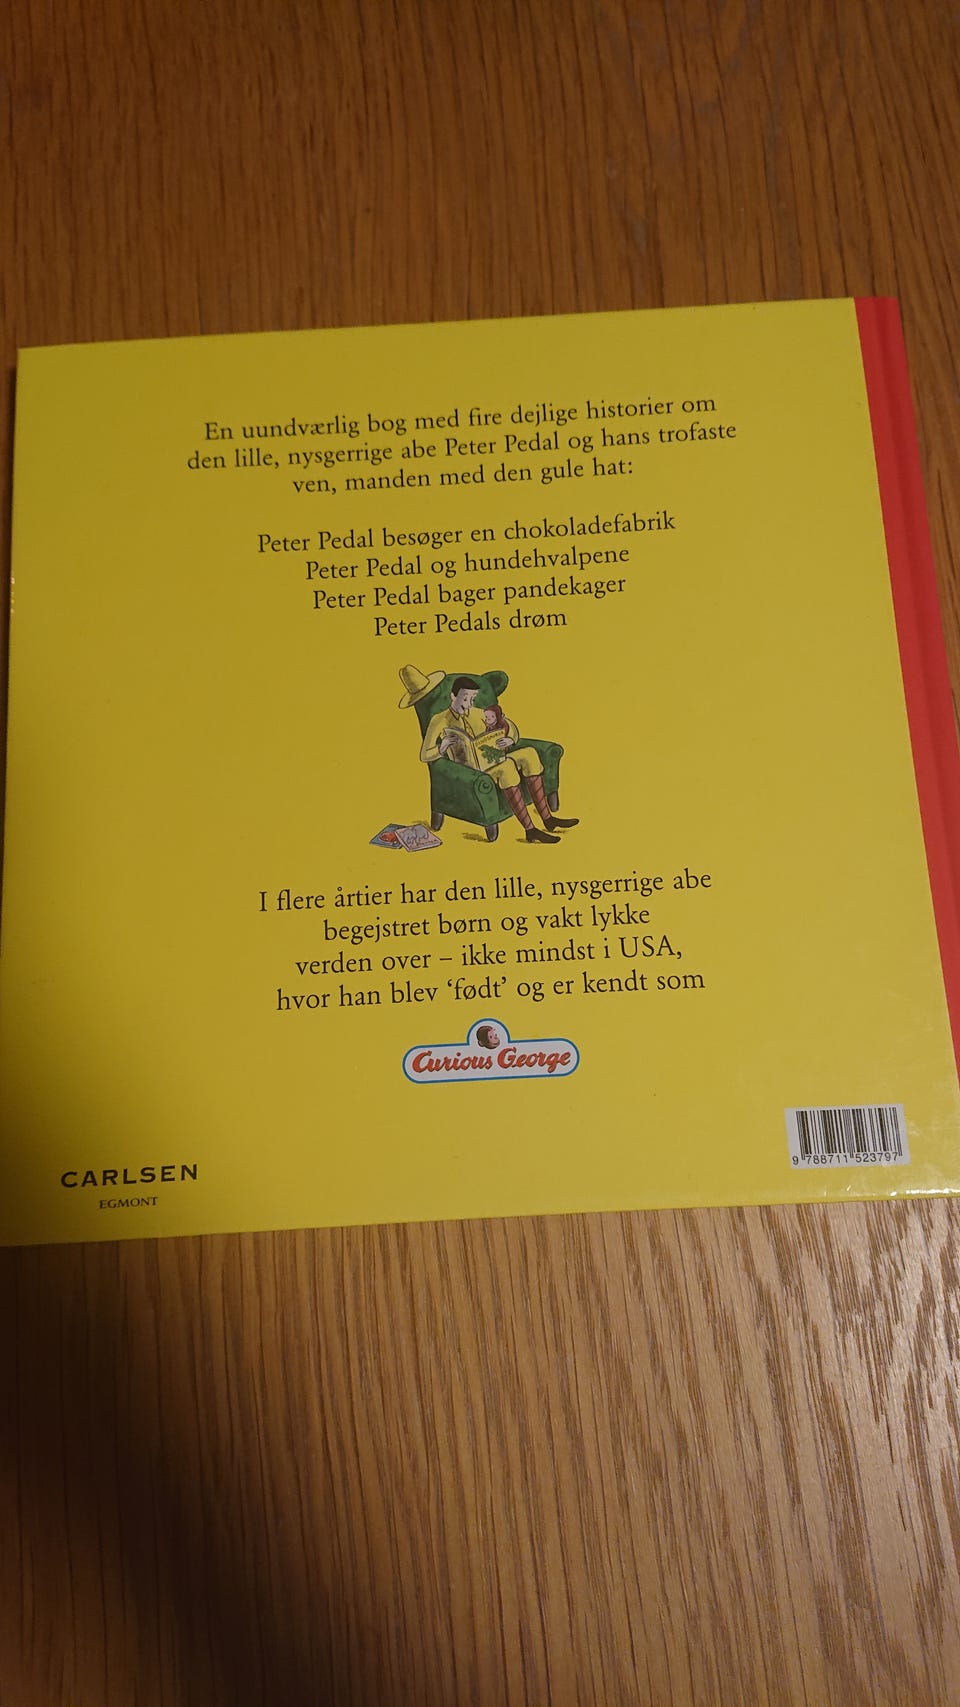 En uundværlig bog med fire dejlige historier om
den lille, nysgerrige abe Peter Pedal og hans trofaste
ven, manden med den gule hat:
Peter Pedal besøger en chokoladefabrik
Peter Pedal og hundehvalpene
Peter Pedal bager pandekager
Peter Pedals drøm
I flere årtier har den lille, nysgerrige abe
begejstret børn og vakt lykke
verden over – ikke mindst i USA,
hvor han blev ‘født’ og er kendt som
Curious George
9 788711 523797
CARLSEN
EGMONT